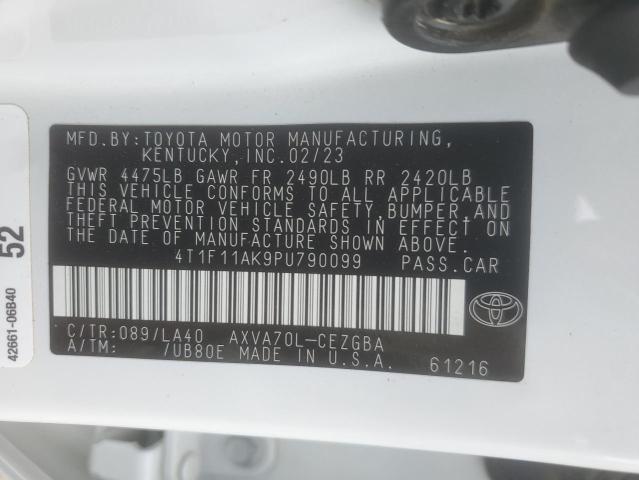 MFD.BY:TOYOTA MOTOR MANUFACTURING,
KENTUCKY, INC. 02/23
GVWR 4475LB GAWR FR 2490LB RR 2420LB
THIS VEHICLE CONFORMS TO ALL APPLICABLE
FEDERAL MOTOR VEHICLE SAFETY,BUMPER,AND
THEFT PREVENTION STANDARDS IN EFFECT ON
THE DATE OF MANUFACTURE SHOWN ABOVE.
4T1F11AK9PU790099 PASS.CAR
C/TR:089/LA40 AXVA70L-CEZGBA
A/TM: /UB80E MADE IN U.S.A.
61216
52
42661-06B40